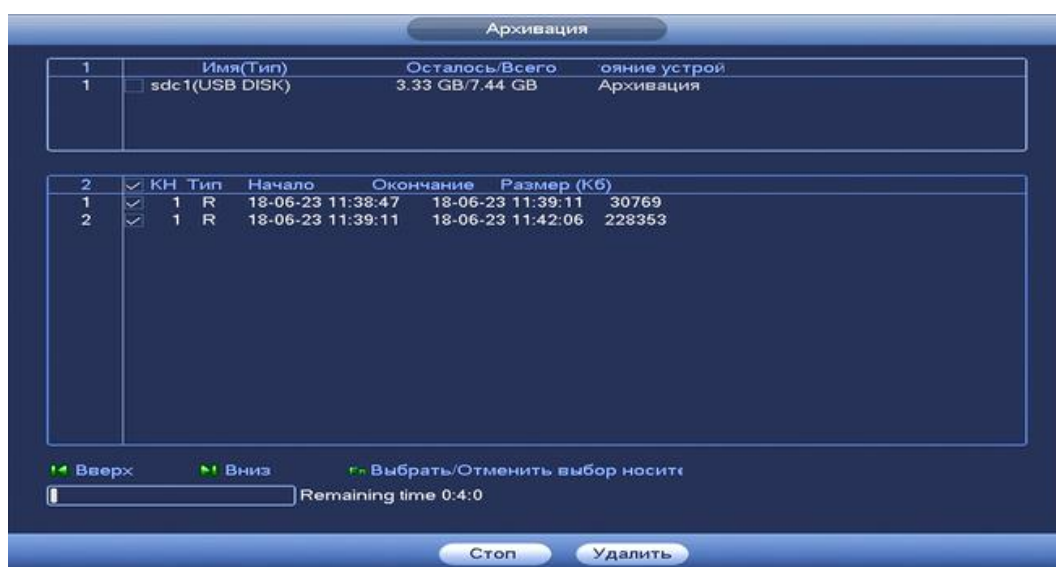 Архивация
1 Имя(Тип) Осталось/Всего ояние устрой
1 sdc1(USB DISK) 3.33 GB/7.44 GB Архивация
2 КН Тип Начало Окончание Размер (Кб)
1 1 R 18-06-23 11:38:47 18-06-23 11:39:11 30769
2 1 R 18-06-23 11:39:11 18-06-23 11:42:06 228353
Вверх Вниз Fn Выбрать/Отменить выбор носите
Remaining time 0:4:0
Стоп Удалить